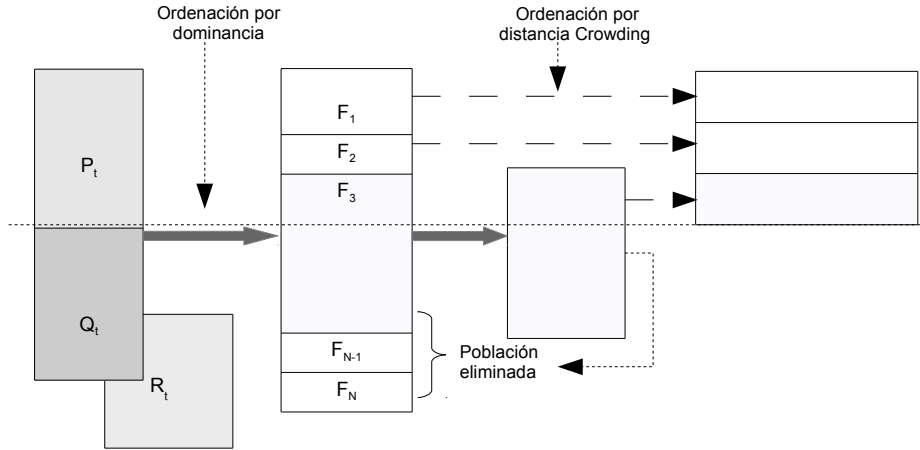 Ordenación por
dominancia
Ordenación por
distancia Crowding
P_t
Q_t
R_t
F_1
F_2
F_3
F_N-1
F_N
Población
eliminada